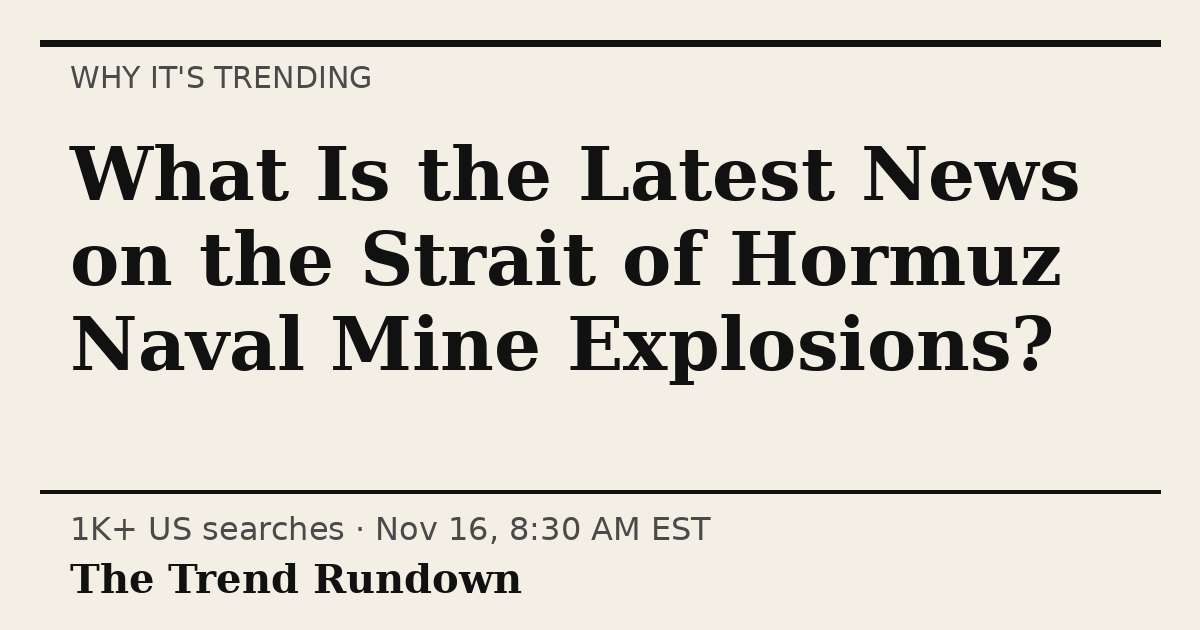 WHY IT'S TRENDING
What Is the Latest News
on the Strait of Hormuz
Naval Mine Explosions?
1K+ US searches · Nov 16, 8:30 AM EST
The Trend Rundown